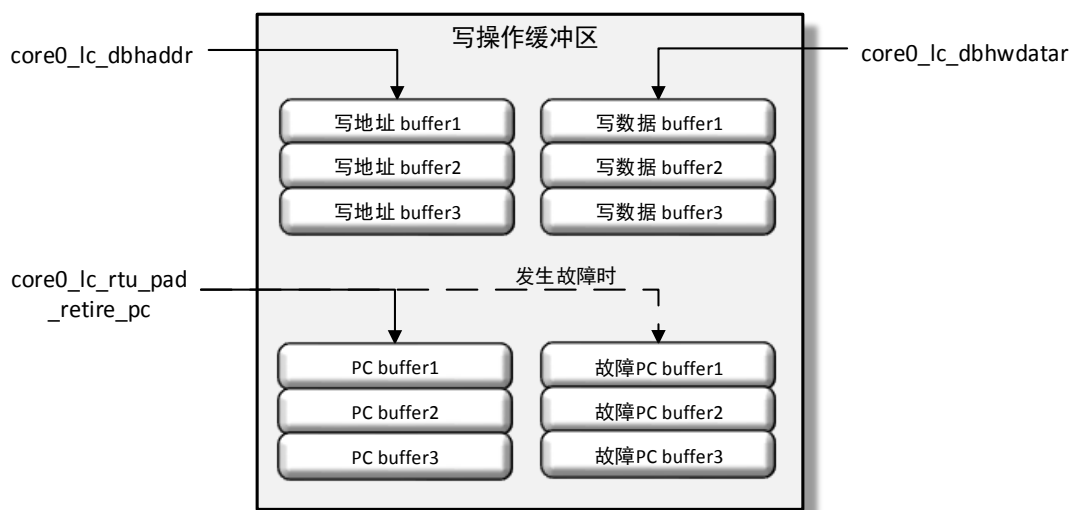 写操作缓冲区
core0_lc_dbhaddr
core0_lc_dbhwdatar
写地址 buffer1
写地址 buffer2
写地址 buffer3
写数据 buffer1
写数据 buffer2
写数据 buffer3
core0_lc_rtu_pad
_retire_pc
发生故障时
PC buffer1
PC buffer2
PC buffer3
故障PC buffer1
故障PC buffer2
故障PC buffer3